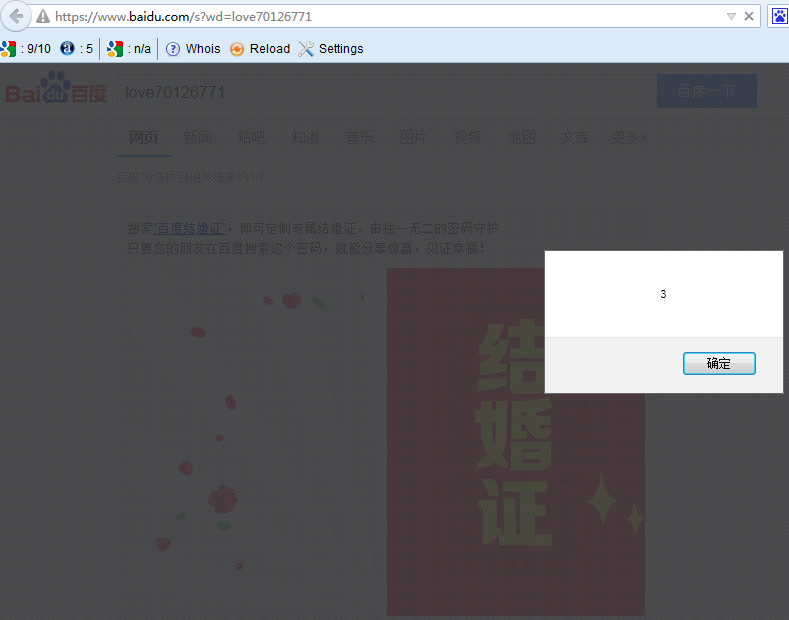 https://www.baidu.com/s?wd=love70126771
: 9/10 : 5 : n/a Whois Reload Settings
Bai du 百度 love70126771 百度一下
网页 新闻 贴吧 知道 音乐 图片 视频 地图 文库 更多»
百度为您找到相关结果约1个
搜索"百度结婚证"，即可定制专属结婚证，由独一无二的密码守护
只要您的朋友在百度搜索这个密码，就能分享惊喜，见证幸福！
3
确定
结
婚
证